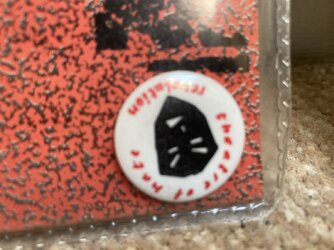 theatre of hate
revolution